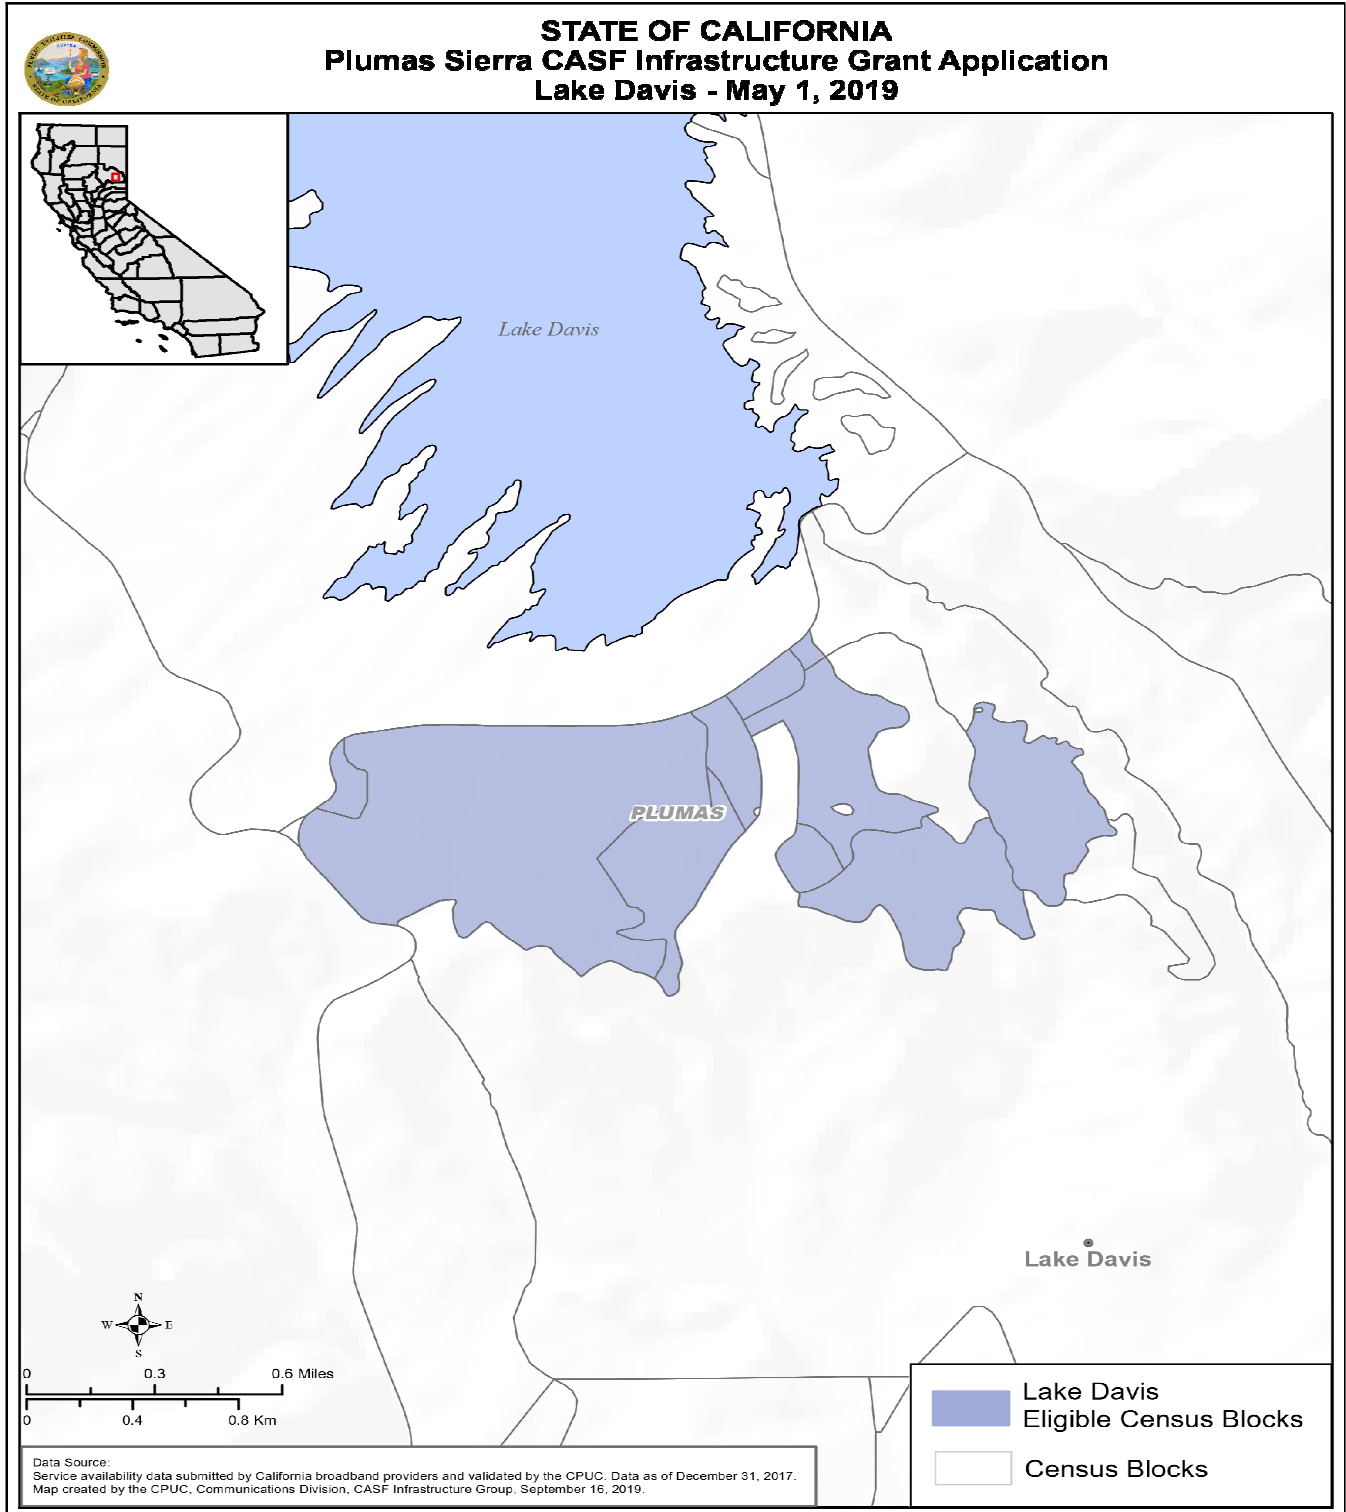 STATE OF CALIFORNIA
Plumas Sierra CASF Infrastructure Grant Application
Lake Davis - May 1, 2019
Lake Davis
PLUMAS
Lake Davis
N
W E
S
0 0.3 0.6 Miles
0 0.4 0.8 Km
Lake Davis
Eligible Census Blocks
Census Blocks
Data Source:
Service availability data submitted by California broadband providers and validated by the CPUC. Data as of December 31, 2017.
Map created by the CPUC, Communications Division, CASF Infrastructure Group, September 16, 2019.